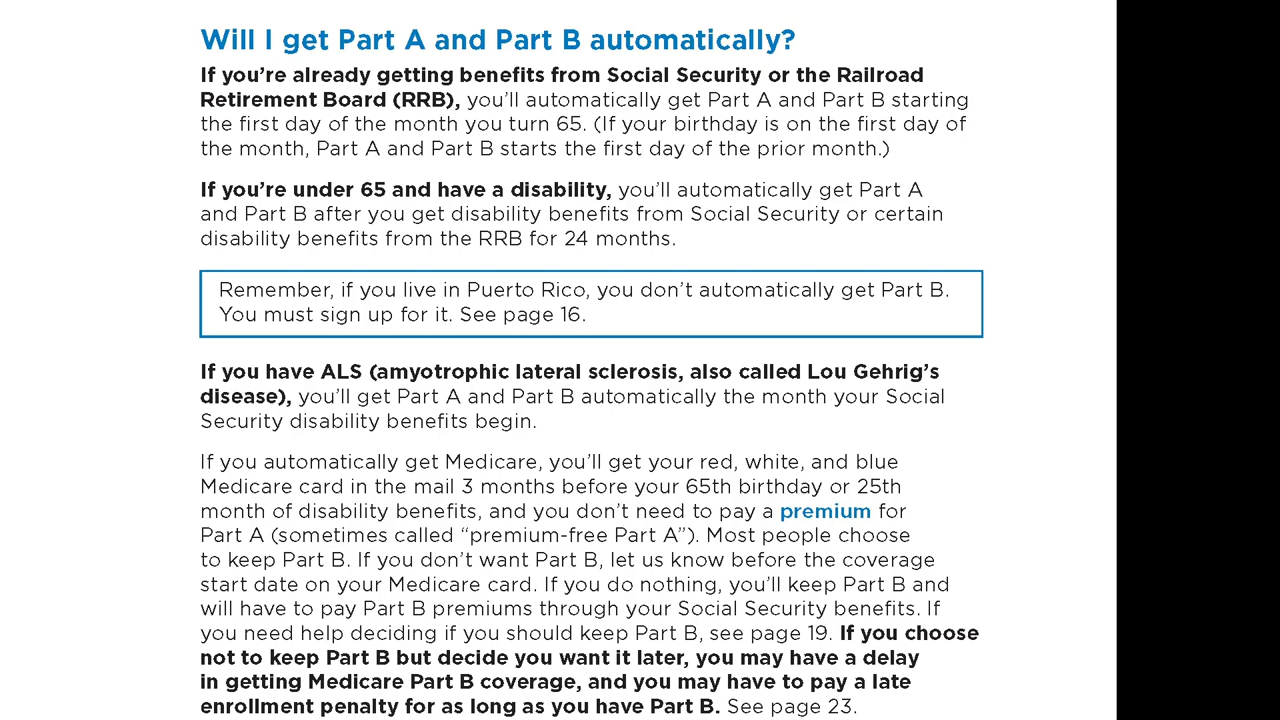 Will I get Part A and Part B automatically?
If you’re already getting benefits from Social Security or the Railroad
Retirement Board (RRB), you’ll automatically get Part A and Part B starting
the first day of the month you turn 65. (If your birthday is on the first day of
the month, Part A and Part B starts the first day of the prior month.)
If you’re under 65 and have a disability, you’ll automatically get Part A
and Part B after you get disability benefits from Social Security or certain
disability benefits from the RRB for 24 months.
Remember, if you live in Puerto Rico, you don’t automatically get Part B.
You must sign up for it. See page 16.
If you have ALS (amyotrophic lateral sclerosis, also called Lou Gehrig’s
disease), you’ll get Part A and Part B automatically the month your Social
Security disability benefits begin.
If you automatically get Medicare, you’ll get your red, white, and blue
Medicare card in the mail 3 months before your 65th birthday or 25th
month of disability benefits, and you don’t need to pay a premium for
Part A (sometimes called “premium-free Part A”). Most people choose
to keep Part B. If you don’t want Part B, let us know before the coverage
start date on your Medicare card. If you do nothing, you’ll keep Part B and
will have to pay Part B premiums through your Social Security benefits. If
you need help deciding if you should keep Part B, see page 19. If you choose
not to keep Part B but decide you want it later, you may have a delay
in getting Medicare Part B coverage, and you may have to pay a late
enrollment penalty for as long as you have Part B. See page 23.